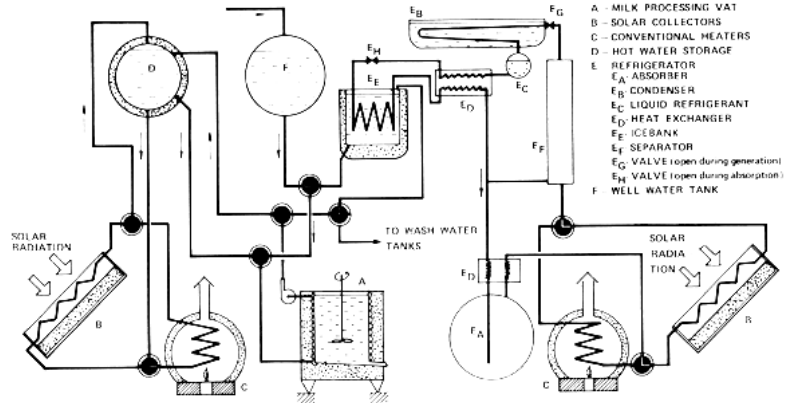 A - MILK PROCESSING VAT
B - SOLAR COLLECTORS
C - CONVENTIONAL HEATERS
D - HOT WATER STORAGE
E REFRIGERATOR
EA- ABSORBER
EB- CONDENSER
EC- LIQUID REFRIGERANT
ED- HEAT EXCHANGER
EE- ICEBANK
EF- SEPARATOR
EG- VALVE (open during generation)
EH VALVE (open during absorption)
F - WELL WATER TANK
EB
EG
D
F
EH
EE
EC
ED
EF
TO WASH WATER
TANKS
SOLAR
RADIATION
SOLAR
RADIA
TION
ED
A
B
EA
B
C
C